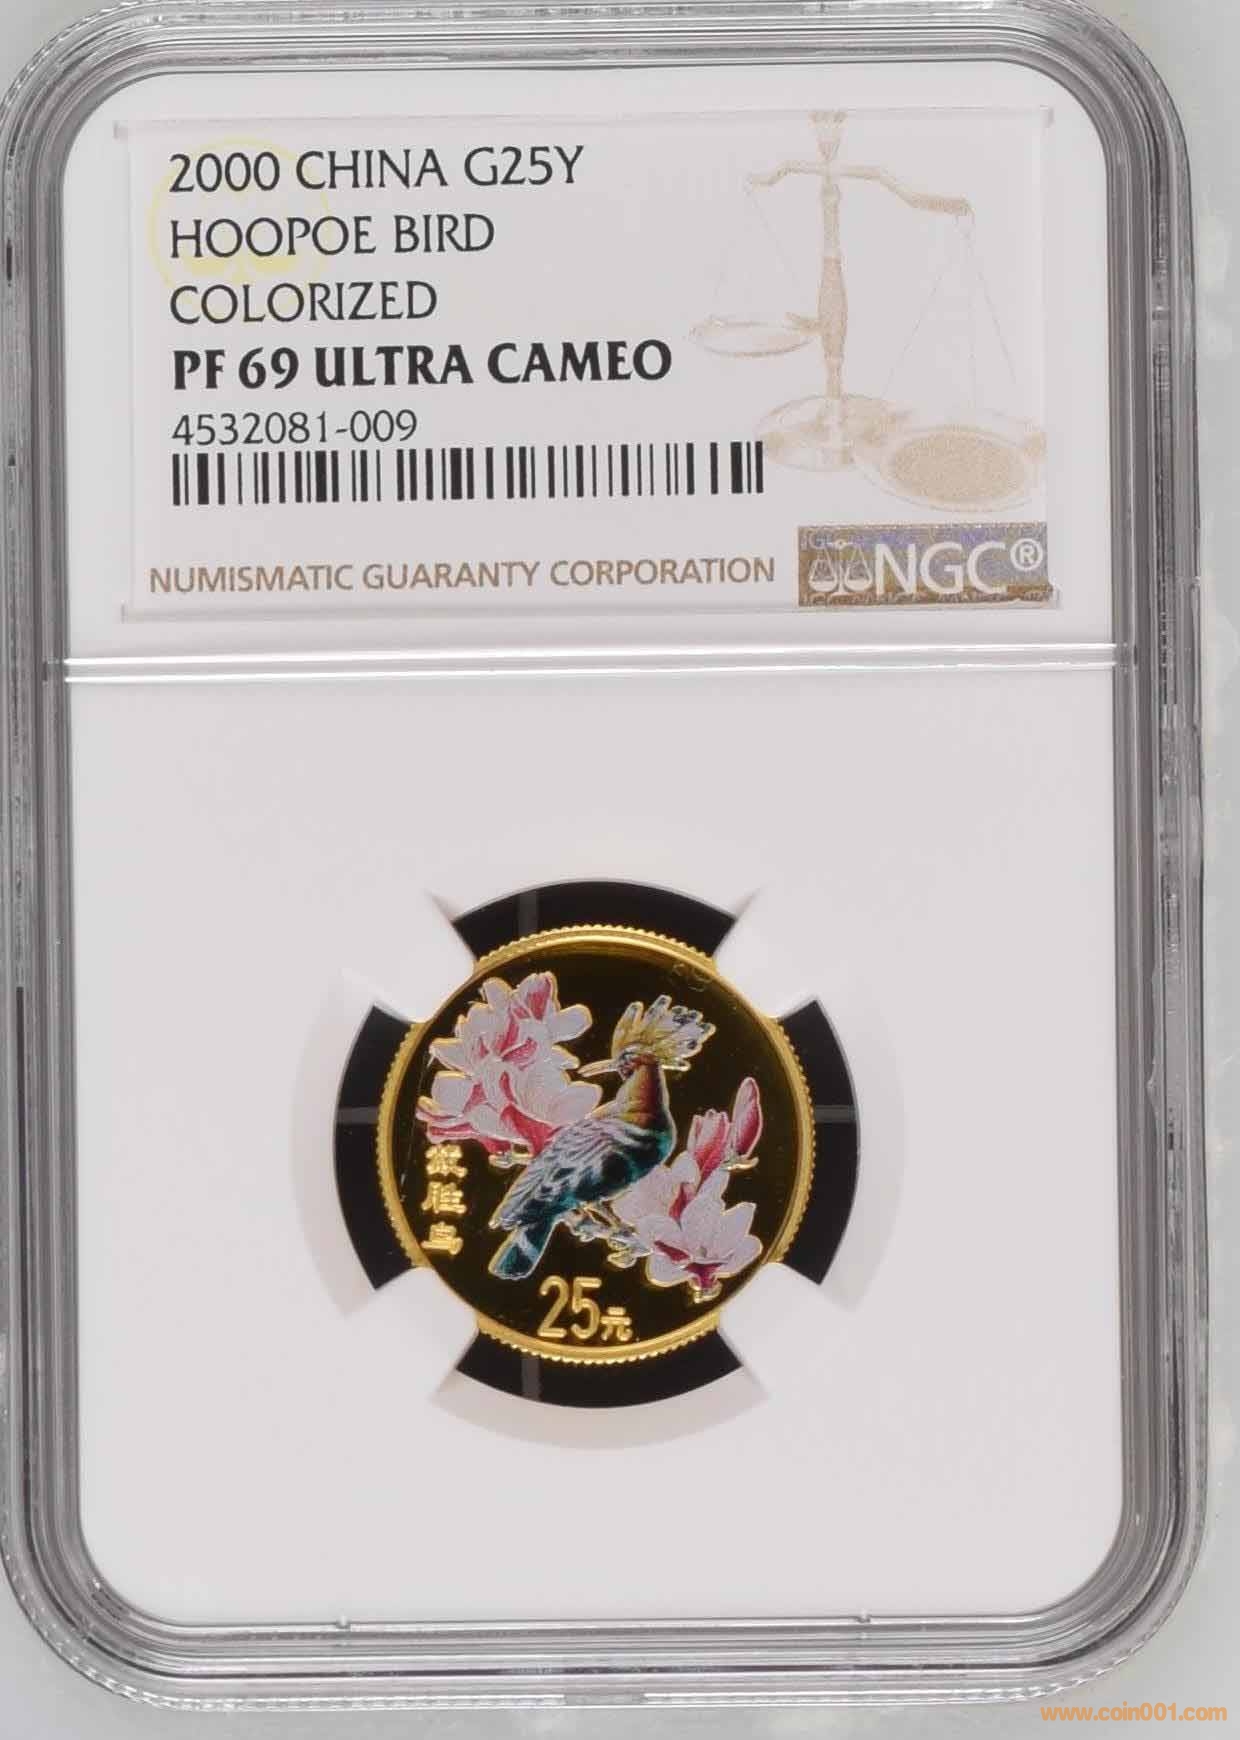 2000 CHINA G25Y
HOOPOE BIRD
COLORIZED
PF 69 ULTRA CAMEO
4532081-009
NUMISMATIC GUARANTY CORPORATION
NGC®
戴胜鸟
25元
www.coin001.com